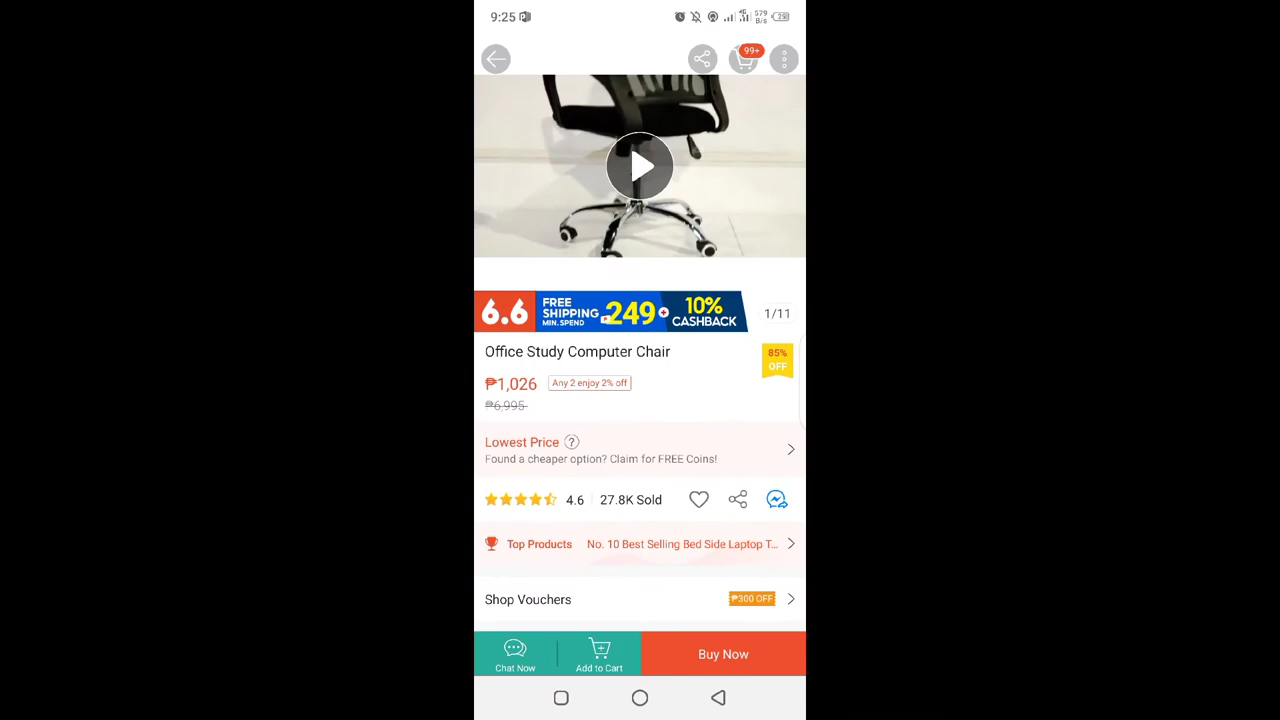 9:25
4G
579
B/s
25
99+
6.6
FREE
SHIPPING
MIN. SPEND
₱249
10%
CASHBACK
1/11
Office Study Computer Chair
85%
OFF
₱1,026
Any 2 enjoy 2% off
₱6,995
Lowest Price ?
Found a cheaper option? Claim for FREE Coins!
4.6
27.8K Sold
Top Products
No. 10 Best Selling Bed Side Laptop T...
Shop Vouchers
₱300 OFF
Chat Now
Add to Cart
Buy Now